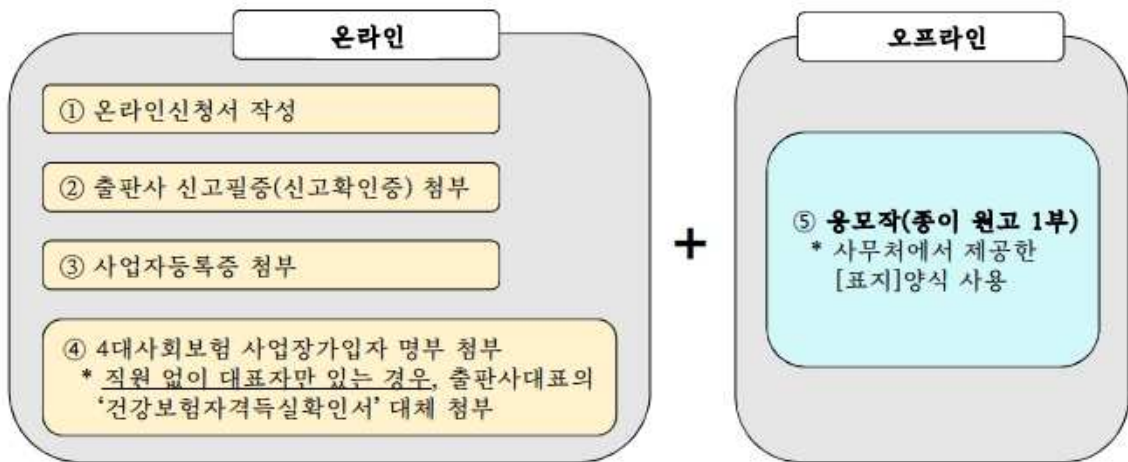 온라인
① 온라인신청서 작성
② 출판사 신고필증(신고확인증) 첨부
③ 사업자등록증 첨부
④ 4대사회보험 사업장가입자 명부 첨부
* 직원 없이 대표자만 있는 경우, 출판사대표의
‘건강보험자격득실확인서’ 대체 첨부
+
오프라인
⑤ 응모작(종이 원고 1부)
* 사무처에서 제공한
[표지]양식 사용